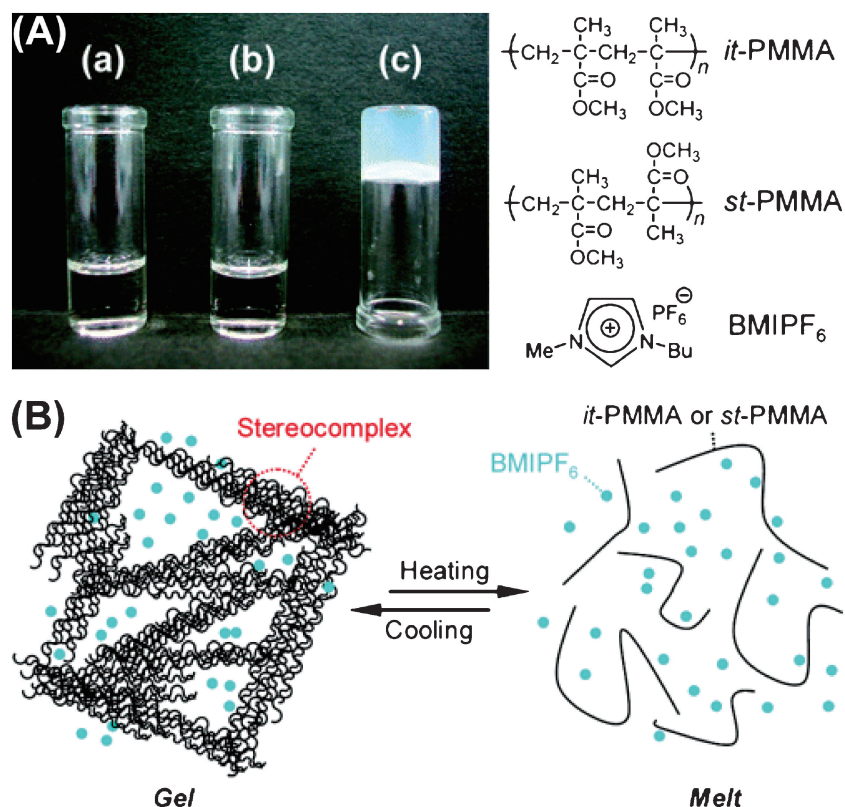 (A)
(a) (b) (c)
CH₃ CH₃
CH₂—C—CH₂—C n it-PMMA
C=O C=O
OCH₃ OCH₃
OCH₃
CH₃ C=O
CH₂—C—CH₂—C n st-PMMA
C=O CH₃
OCH₃
PF₆⊖
Me N + N Bu BMIPF₆
(B)
Stereocomplex
it-PMMA or st-PMMA
BMIPF₆
Heating
Cooling
Gel Melt